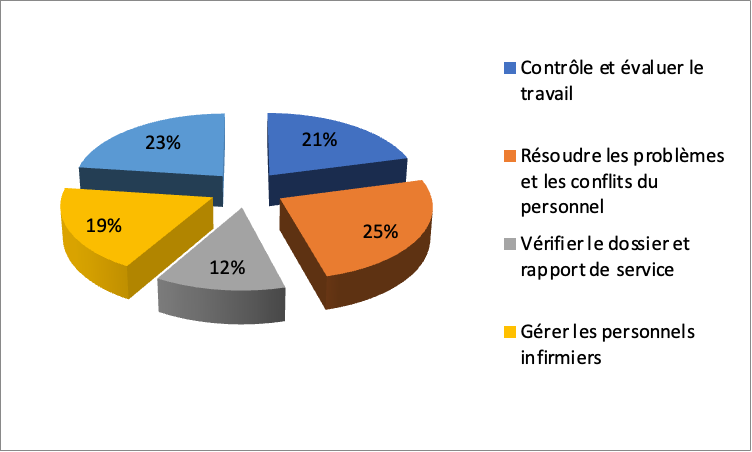 23%
21%
25%
19%
12%
Contrôle et évaluer le
travail
Résoudre les problèmes
et les conflits du
personnel
Vérifier le dossier et
rapport de service
Gérer les personnels
infirmiers